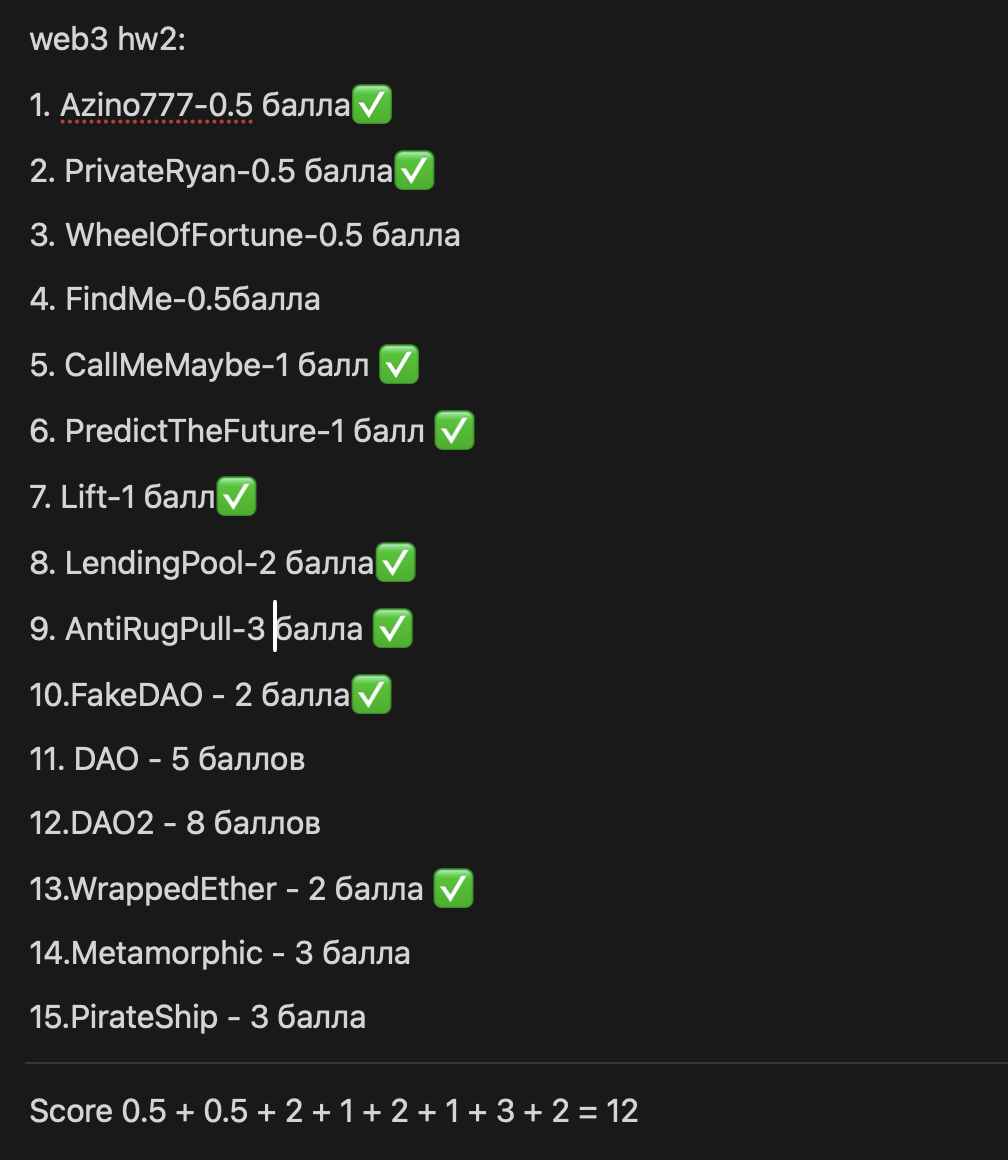 web3 hw2:
1. Azino777-0.5 балла✅
2. PrivateRyan-0.5 балла✅
3. WheelOfFortune-0.5 балла
4. FindMe-0.5балла
5. CallMeMaybe-1 балл ✅
6. PredictTheFuture-1 балл ✅
7. Lift-1 балл✅
8. LendingPool-2 балла✅
9. AntiRugPull-3 балла ✅
10.FakeDAO - 2 балла✅
11. DAO - 5 баллов
12.DAO2 - 8 баллов
13.WrappedEther - 2 балла ✅
14.Metamorphic - 3 балла
15.PirateShip - 3 балла
Score 0.5 + 0.5 + 2 + 1 + 2 + 1 + 3 + 2 = 12